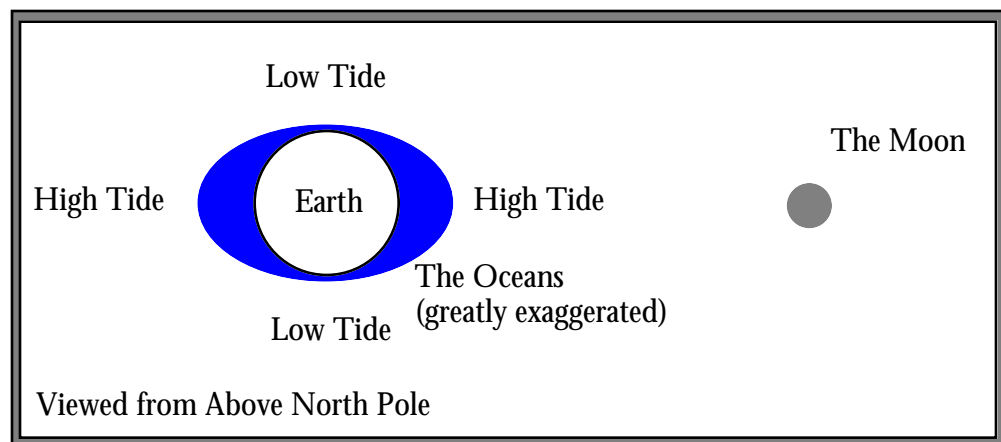 Low Tide
The Moon
High Tide
Earth
High Tide
The Oceans
(greatly exaggerated)
Low Tide
Viewed from Above North Pole